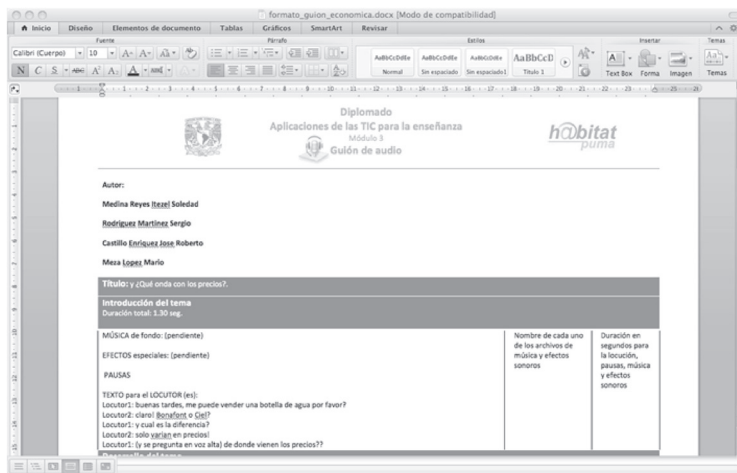 formato_guion_economica.docx [Modo de compatibilidad]
Inicio Diseño Elementos de documento Tablas Gráficos SmartArt Revisar
Fuente Párrafo Estilos Insertar Temas
Calibri (Cuerpo) 10 A A Aa
AaBbCcDdEe AaBbCcDdEe AaBbCcDdEe AaBbCcD
Normal Sin espaciado Sin espaciado1 Título 1
Text Box Forma Imagen Temas
N C S ABC A A A
Diplomado
Aplicaciones de las TIC para la enseñanza
Módulo 3
Guión de audio
h@bitat
puma
Autor:
Medina Reyes Itezel Soledad
Rodriguez Martinez Sergio
Castillo Enriquez Jose Roberto
Meza Lopez Mario
Título: y ¿Qué onda con los precios?.
Introducción del tema
Duración total: 1.30 seg.
MÚSICA de fondo: (pendiente)
EFECTOS especiales: (pendiente)
PAUSAS
TEXTO para el LOCUTOR (es):
Locutor1: buenas tardes, me puede vender una botella de agua por favor?
Locutor2: claro! Bonafont o Ciel?
Locutor1: y cual es la diferencia?
Locutor2: solo varian en precios!
Locutor1: (y se pregunta en voz alta) de donde vienen los precios??
Nombre de cada uno
de los archivos de
música y efectos
sonoros
Duración en
segundos para
la locución,
pausas, música
y efectos
sonoros
Desarrollo del tema